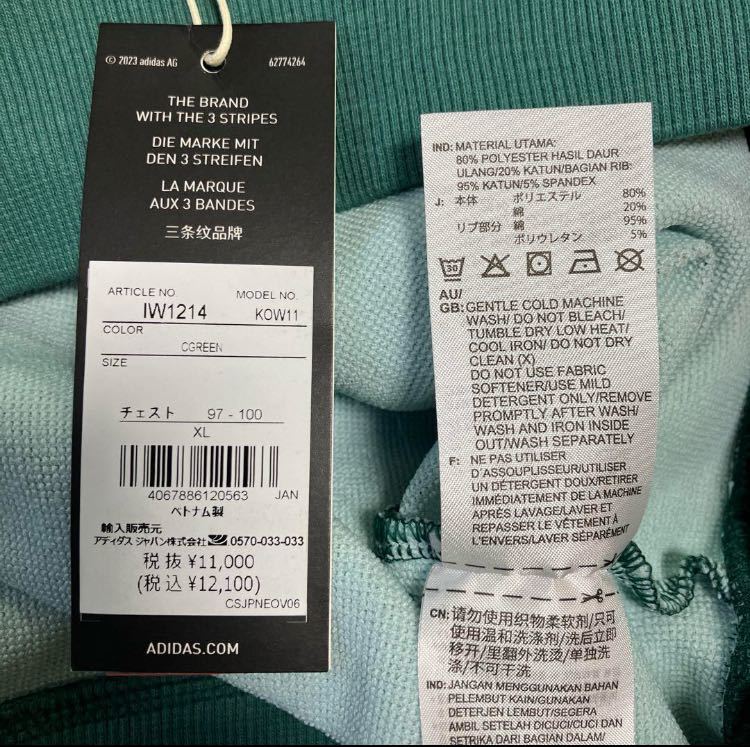 © 2023 adidas AG
62774264
THE BRAND
WITH THE 3 STRIPES
DIE MARKE MIT
DEN 3 STREIFEN
LA MARQUE
AUX 3 BANDES
三条纹品牌
ARTICLE NO.
MODEL NO.
IW1214
KOW11
COLOR
CGREEN
SIZE
チェスト 97 - 100
XL
4067886120563 JAN
ベトナム製
輸入販売元
アディダス ジャパン株式会社 0570-033-033
税抜 ¥11,000
(税込 ¥12,100)
CSJPNEOV06
ADIDAS.COM
IND: MATERIAL UTAMA:
80% POLYESTER HASIL DAUR
ULANG/20% KATUN/BAGIAN RIB:
95% KATUN/5% SPANDEX
J: 本体 ポリエステル 80%
綿 20%
リブ部分 綿 95%
ポリウレタン 5%
30
AU/
GB: GENTLE COLD MACHINE
WASH/ DO NOT BLEACH/
TUMBLE DRY LOW HEAT/
COOL IRON/ DO NOT DRY
CLEAN (X)
DO NOT USE FABRIC
SOFTENER/USE MILD
DETERGENT ONLY/REMOVE
PROMPTLY AFTER WASH/
WASH AND IRON INSIDE
OUT/WASH SEPARATELY
F: NE PAS UTILISER
D'ASSOUPLISSEUR/UTILISER
UN DÉTERGENT DOUX/RETIRER
IMMÉDIATEMENT DE LA MACHINE
APRÈS LAVAGE/LAVER ET
REPASSER LE VÊTEMENT À
L'ENVERS/LAVER SÉPARÉMENT
CN: 请勿使用织物柔软剂/只可
使用温和洗涤剂/洗后立即
移开/里翻外洗烫/单独洗
涤/不可干洗
IND: JANGAN MENGGUNAKAN BAHAN
PELEMBUT KAIN/GUNAKAN
DETERJEN LEMBUT/SEGERA
AMBIL SETELAH DICUCI/CUCI DAN
SETRIKA DARI BAGIAN DALAM/